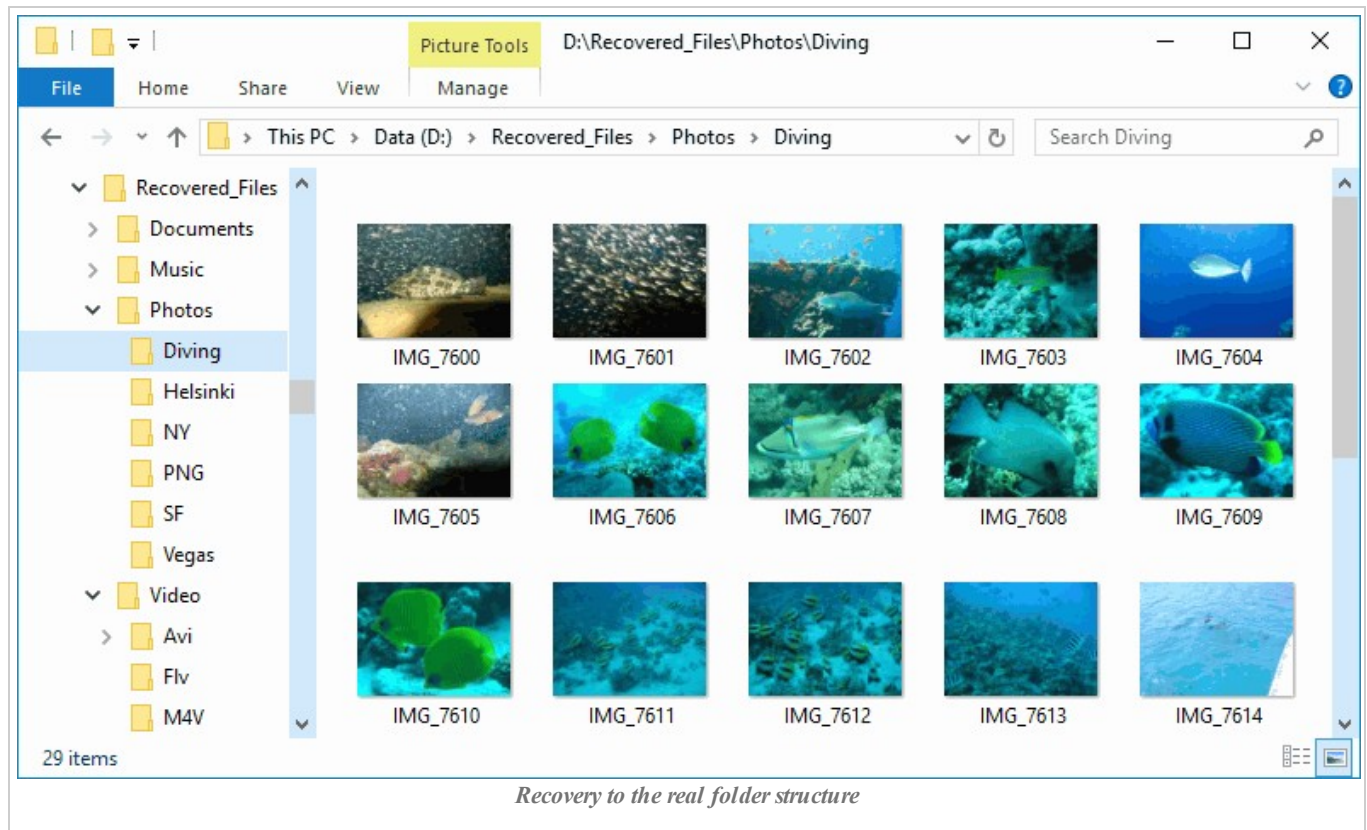 Picture Tools D:\Recovered_Files\Photos\Diving
File Home Share View Manage
This PC > Data (D:) > Recovered_Files > Photos > Diving Search Diving
Recovered_Files
Documents
Music
Photos
Diving
Helsinki
NY
PNG
SF
Vegas
Video
Avi
Flv
M4V
IMG_7600 IMG_7601 IMG_7602 IMG_7603 IMG_7604
IMG_7605 IMG_7606 IMG_7607 IMG_7608 IMG_7609
IMG_7610 IMG_7611 IMG_7612 IMG_7613 IMG_7614
29 items
Recovery to the real folder structure